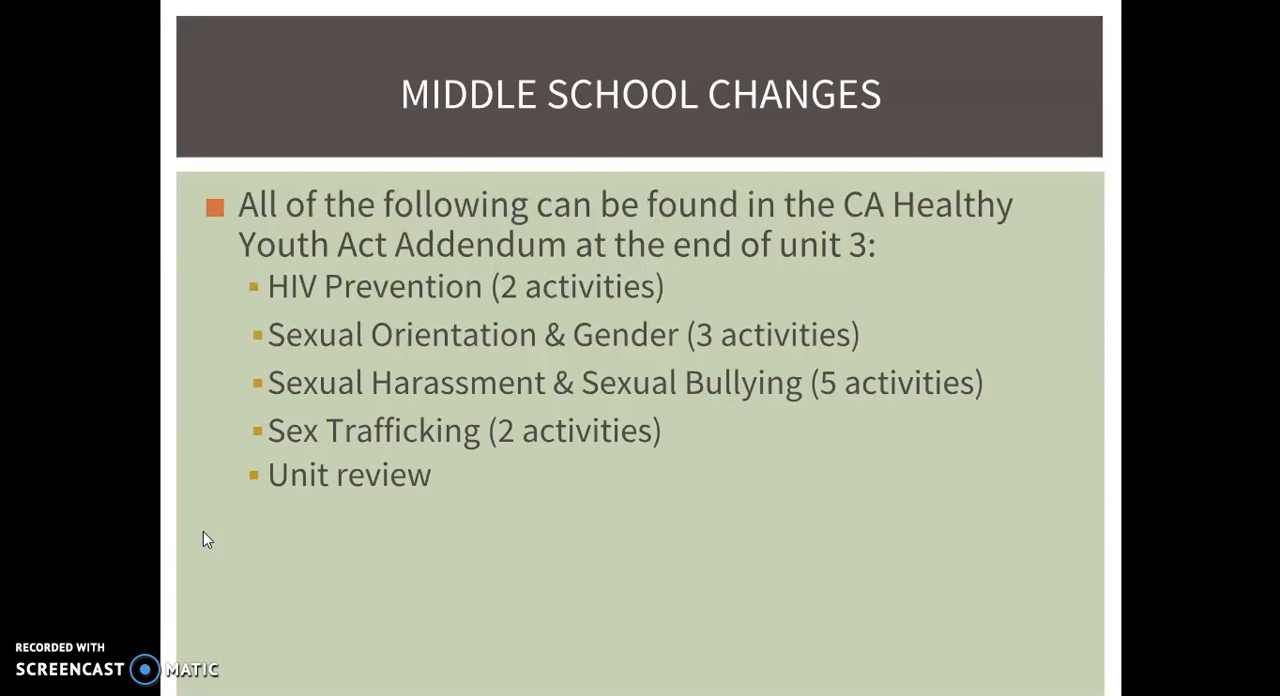 MIDDLE SCHOOL CHANGES
All of the following can be found in the CA Healthy
Youth Act Addendum at the end of unit 3:
HIV Prevention (2 activities)
Sexual Orientation & Gender (3 activities)
Sexual Harassment & Sexual Bullying (5 activities)
Sex Trafficking (2 activities)
Unit review
RECORDED WITH
SCREENCAST MATIC